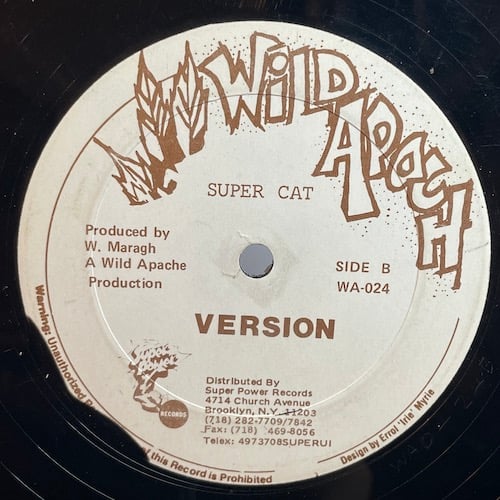 WILD APACH
SUPER CAT
Produced by
W. Maragh
A Wild Apache
Production
SIDE B
WA-024
VERSION
RECORDS
Distributed By
Super Power Records
4714 Church Avenue
Brooklyn, N.Y. 11203
(718) 282-7709/7842
Fax: (718) 469-8056
Telex: 4973708SUPERUI
Warning: Unauthorized
f this Record is Prohibited
Design by Errol 'Irie' Myrie